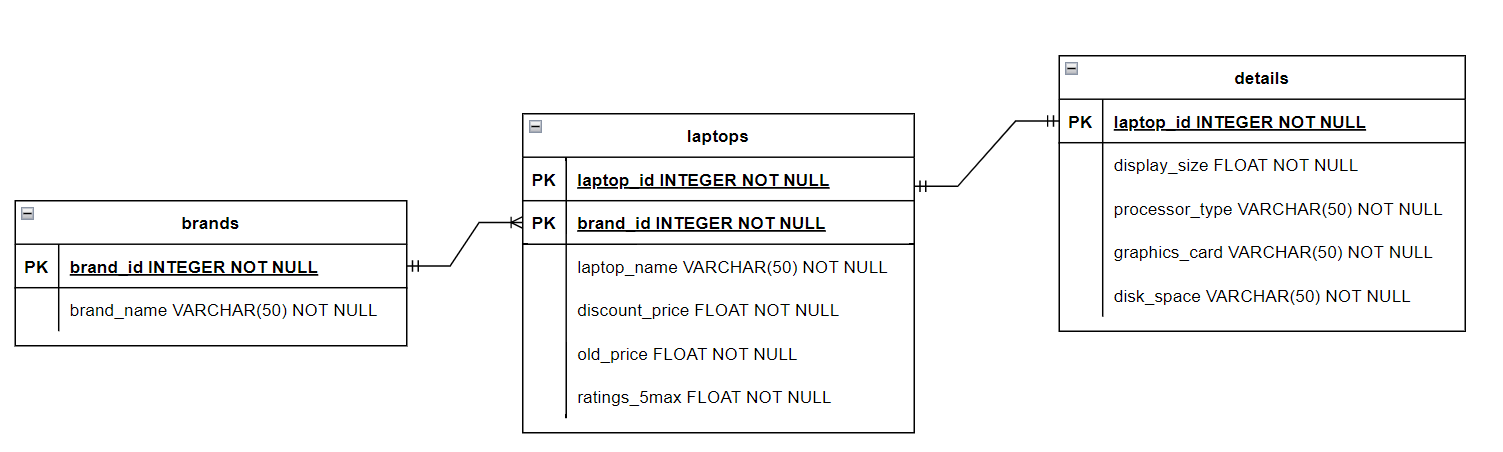 brands
PK brand_id INTEGER NOT NULL
brand_name VARCHAR(50) NOT NULL
laptops
PK laptop_id INTEGER NOT NULL
PK brand_id INTEGER NOT NULL
laptop_name VARCHAR(50) NOT NULL
discount_price FLOAT NOT NULL
old_price FLOAT NOT NULL
ratings_5max FLOAT NOT NULL
details
PK laptop_id INTEGER NOT NULL
display_size FLOAT NOT NULL
processor_type VARCHAR(50) NOT NULL
graphics_card VARCHAR(50) NOT NULL
disk_space VARCHAR(50) NOT NULL